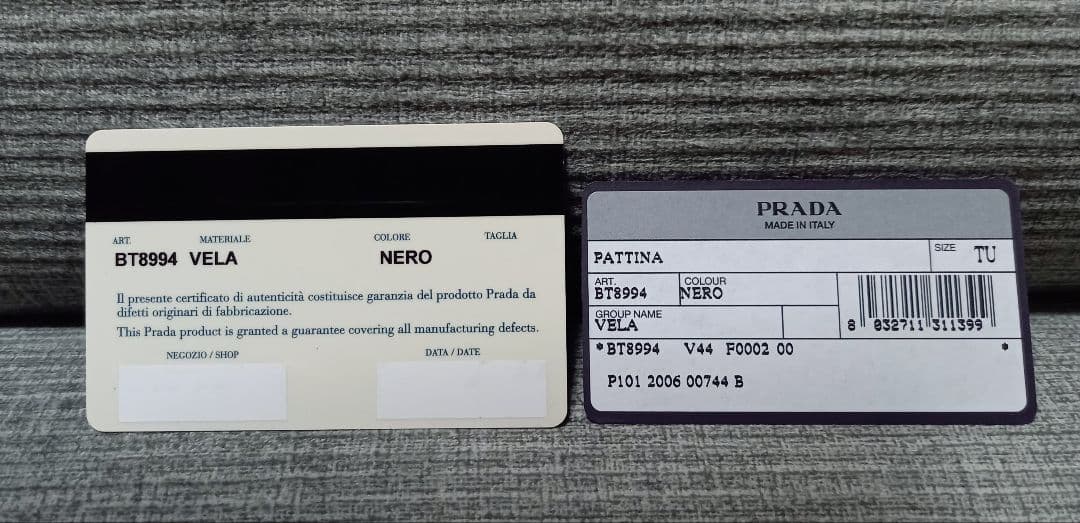 ART. MATERIALE COLORE TAGLIA
BT8994 VELA NERO
Il presente certificato di autenticità costituisce garanzia del prodotto Prada da
difetti originari di fabbricazione.
This Prada product is granted a guarantee covering all manufacturing defects.
NEGOZIO / SHOP DATA / DATE
PRADA
MADE IN ITALY
PATTINA SIZE TU
ART. COLOUR
BT8994 NERO
GROUP NAME
VELA
8 032711 311399
*BT8994 V44 F0002 00 *
P101 2006 00744 B